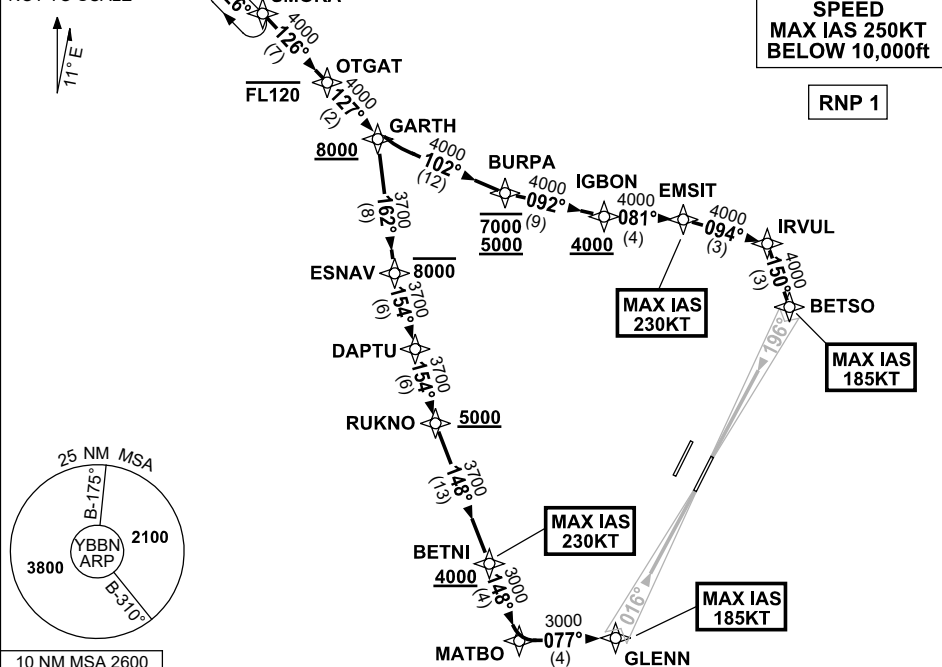 SPEED
MAX IAS 250KT
BELOW 10,000ft
RNP 1
11° E
4000
126°
(7)
OTGAT
FL120
4000
127°
(2)
GARTH
8000
4000
102°
(12)
BURPA
7000
5000
4000
092°
(9)
IGBON
4000
4000
081°
(4)
EMSIT
MAX IAS
230KT
4000
094°
(3)
IRVUL
4000
150°
(3)
BETSO
MAX IAS
185KT
196°
3700
162°
(8)
ESNAV
8000
3700
154°
(6)
DAPTU
3700
154°
(6)
RUKNO
5000
3700
148°
(13)
BETNI
4000
MAX IAS
230KT
3000
148°
(4)
MATBO
3000
077°
(4)
GLENN
MAX IAS
185KT
016°
25 NM MSA
B-175°
YBBN
ARP
2100
3800
B-310°
10 NM MSA 2600